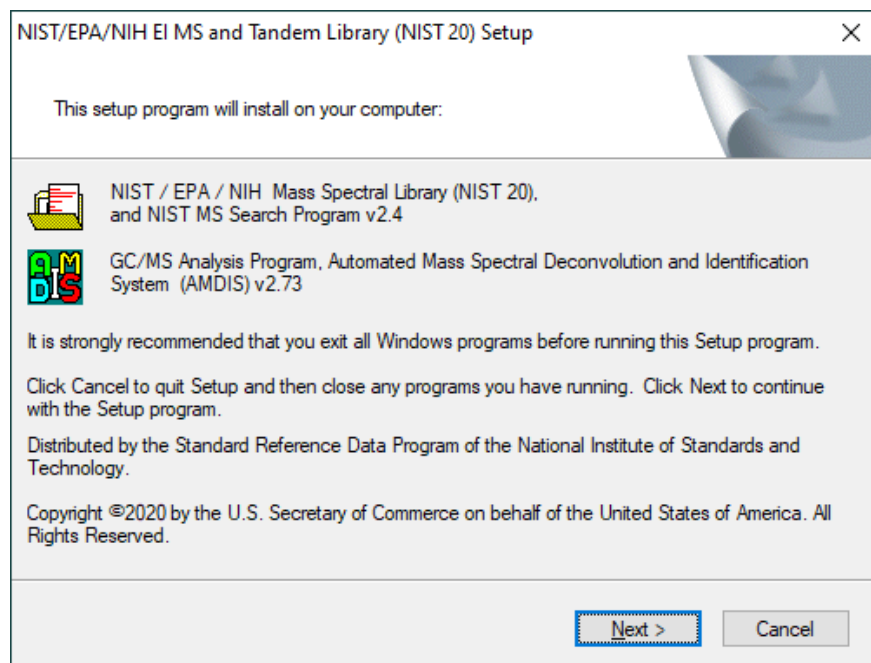 NIST/EPA/NIH EI MS and Tandem Library (NIST 20) Setup
This setup program will install on your computer:
NIST / EPA / NIH  Mass Spectral Library (NIST 20),
and NIST MS Search Program v2.4
AMDIS
GC/MS Analysis Program, Automated Mass Spectral Deconvolution and Identification
System  (AMDIS) v2.73
It is strongly recommended that you exit all Windows programs before running this Setup program.
Click Cancel to quit Setup and then close any programs you have running.  Click Next to continue
with the Setup program.
Distributed by the Standard Reference Data Program of the National Institute of Standards and
Technology.
Copyright ©2020 by the U.S. Secretary of Commerce on behalf of the United States of America. All
Rights Reserved.
Next >
Cancel